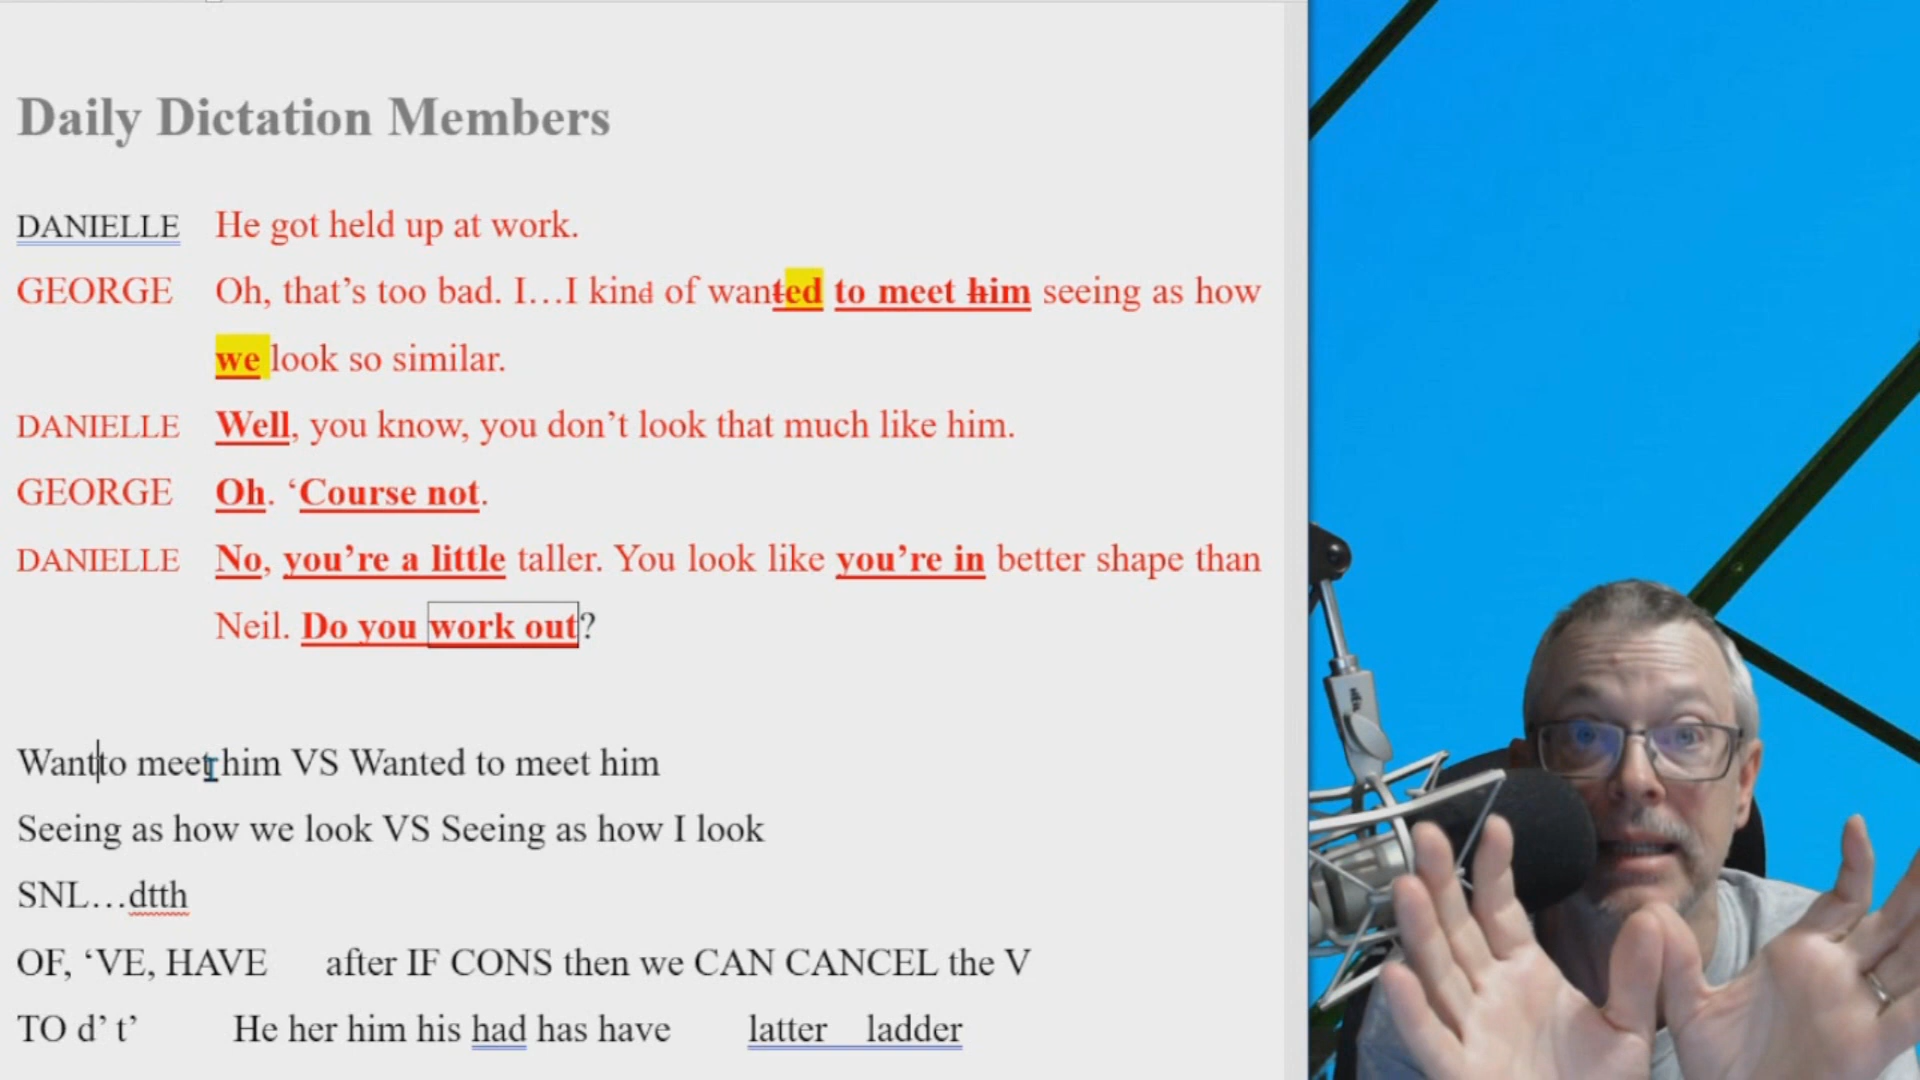 Daily Dictation Members
DANIELLE He got held up at work.
GEORGE Oh, that’s too bad. I…I kind of wanted to meet him seeing as how
we look so similar.
DANIELLE Well, you know, you don’t look that much like him.
GEORGE Oh. ‘Course not.
DANIELLE No, you’re a little taller. You look like you’re in better shape than
Neil. Do you work out?
Want to meet him VS Wanted to meet him
Seeing as how we look VS Seeing as how I look
SNL…dtth
OF, ‘VE, HAVE after IF CONS then we CAN CANCEL the V
TO d’ t’ He her him his had has have latter ladder